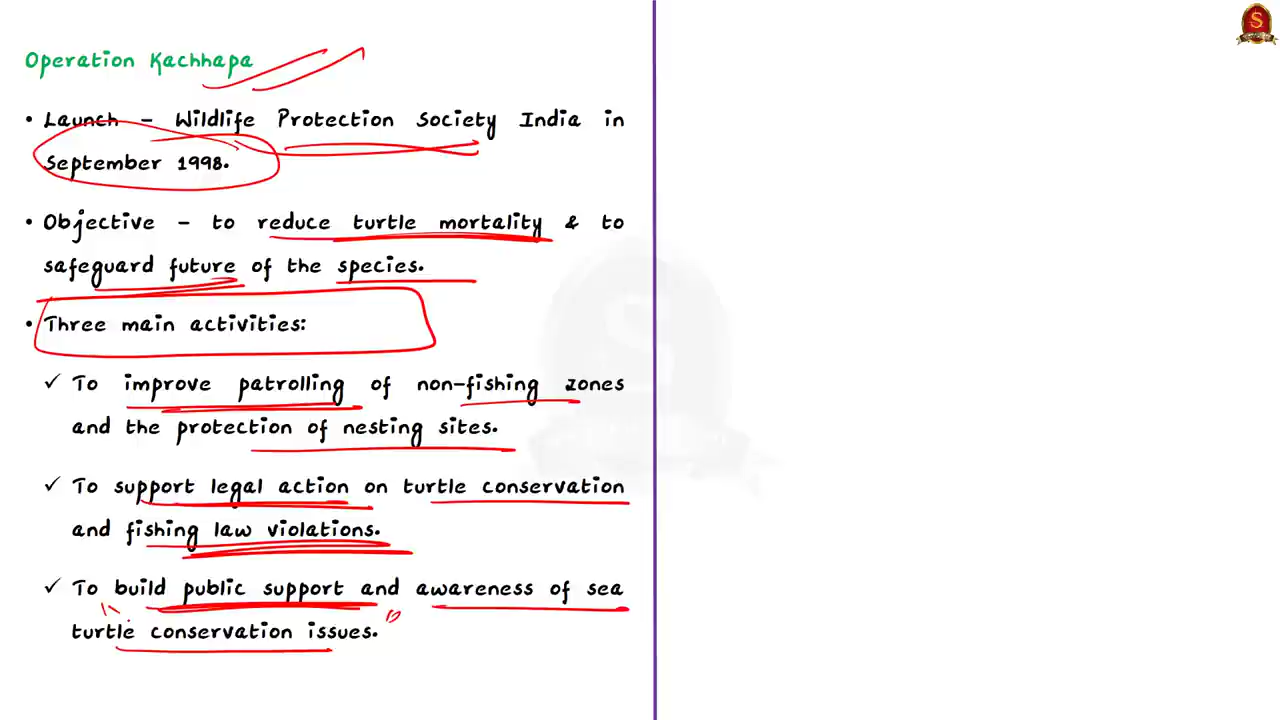 Operation Kachhapa
• Launch – Wildlife Protection Society India in
September 1998.
• Objective – to reduce turtle mortality & to
safeguard future of the species.
• Three main activities:
✓ To improve patrolling of non-fishing zones
and the protection of nesting sites.
✓ To support legal action on turtle conservation
and fishing law violations.
✓ To build public support and awareness of sea
turtle conservation issues.